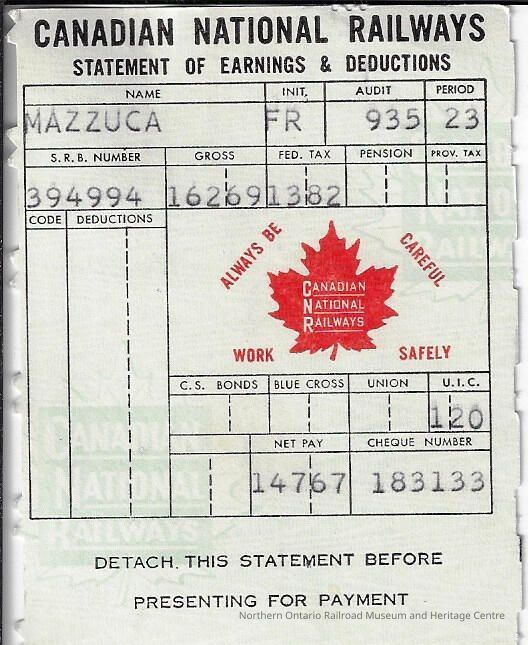 CANADIAN NATIONAL RAILWAYS
STATEMENT OF EARNINGS & DEDUCTIONS
NAME INIT. AUDIT PERIOD
MAZZUCA FR 935 23
S.R.B. NUMBER GROSS FED. TAX PENSION PROV. TAX
394994 16269 1382
CODE DEDUCTIONS
ALWAYS BE CAREFUL
CANADIAN
NATIONAL
RAILWAYS
WORK SAFELY
C.S. BONDS BLUE CROSS UNION U.I.C.
120
NET PAY CHEQUE NUMBER
14767 183133
CANADIAN
NATIONAL
RAILWAYS
DETACH THIS STATEMENT BEFORE
PRESENTING FOR PAYMENT
Northern Ontario Railroad Museum and Heritage Centre